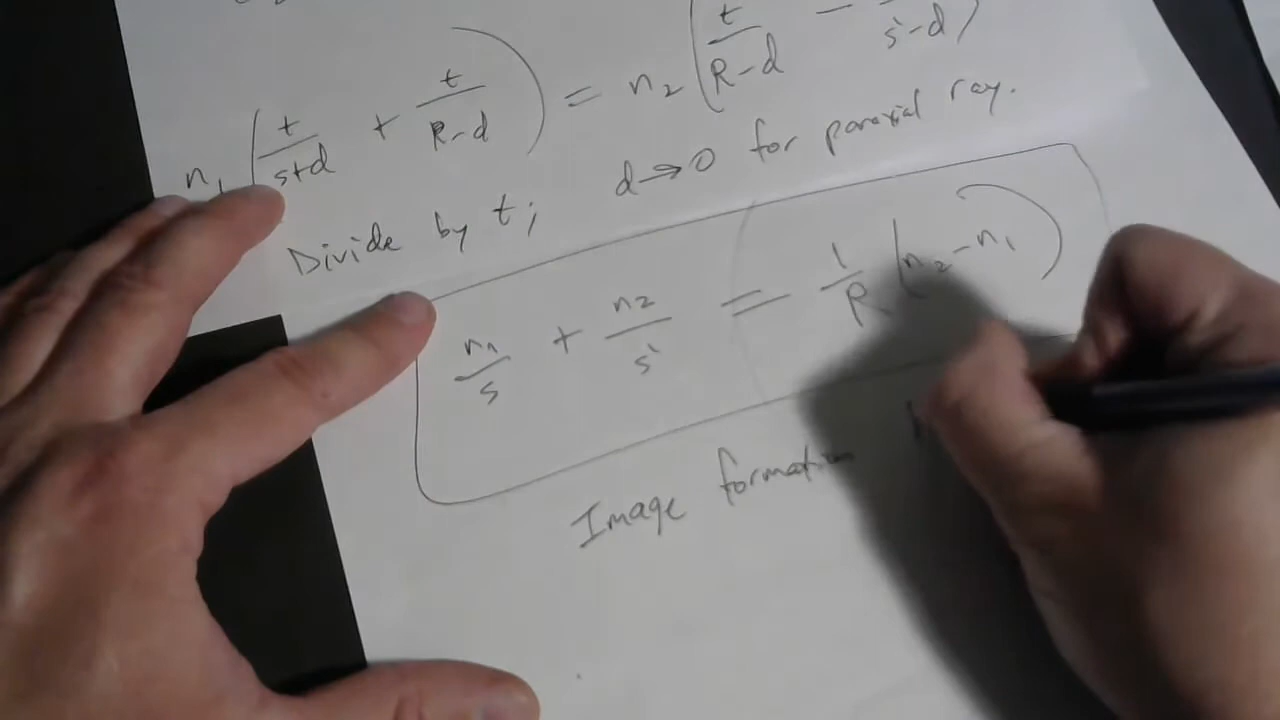 n₁ (t/(s+d) + t/(R-d)) = n₂ (t/(R-d) - /(s'-d))
Divide by t; d→0 for paraxial ray.
n₁/s + n₂/s' = 1/R (n₂ - n₁)
Image formation